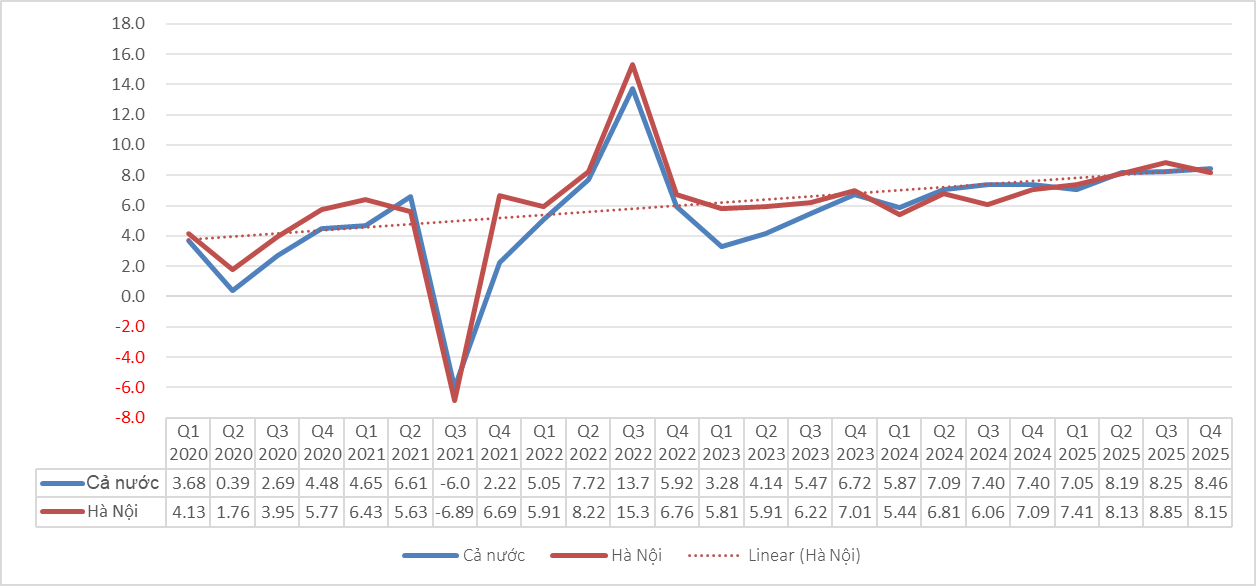 18.0
16.0
14.0
12.0
10.0
8.0
6.0
4.0
2.0
0.0
-2.0
-4.0
-6.0
-8.0
Q1 Q2 Q3 Q4 Q1 Q2 Q3 Q4 Q1 Q2 Q3 Q4 Q1 Q2 Q3 Q4 Q1 Q2 Q3 Q4 Q1 Q2 Q3 Q4
2020 2020 2020 2020 2021 2021 2021 2021 2022 2022 2022 2022 2023 2023 2023 2023 2024 2024 2024 2024 2025 2025 2025 2025
Cả nước 3.68 0.39 2.69 4.48 4.65 6.61 -6.0 2.22 5.05 7.72 13.7 5.92 3.28 4.14 5.47 6.72 5.87 7.09 7.40 7.40 7.05 8.19 8.25 8.46
Hà Nội 4.13 1.76 3.95 5.77 6.43 5.63 -6.89 6.69 5.91 8.22 15.3 6.76 5.81 5.91 6.22 7.01 5.44 6.81 6.06 7.09 7.41 8.13 8.85 8.15
Cả nước Hà Nội Linear (Hà Nội)